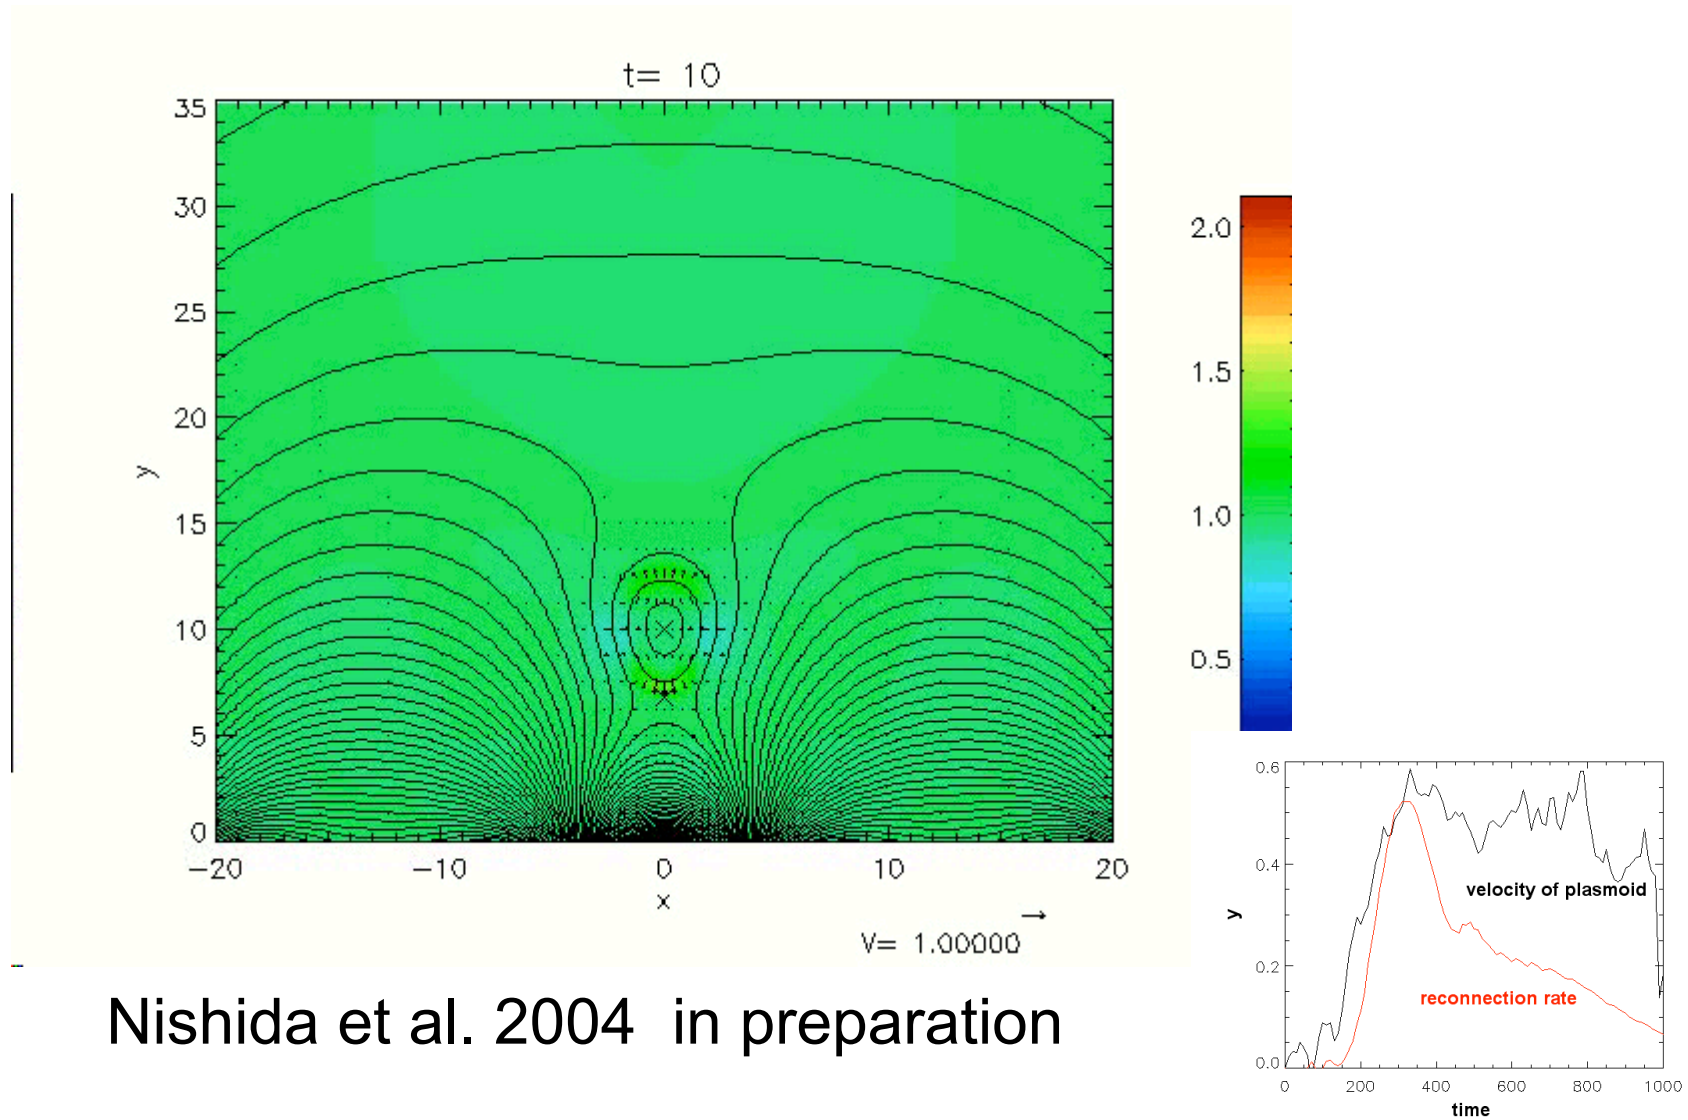 t= 10
35
30
25
20
15
10
5
0
y
-20 -10 0 10 20
x
V= 1.00000
2.0
1.5
1.0
0.5
0.6
0.4
0.2
0.0
y
velocity of plasmoid
reconnection rate
0 200 400 600 800 1000
time
Nishida et al. 2004 in preparation